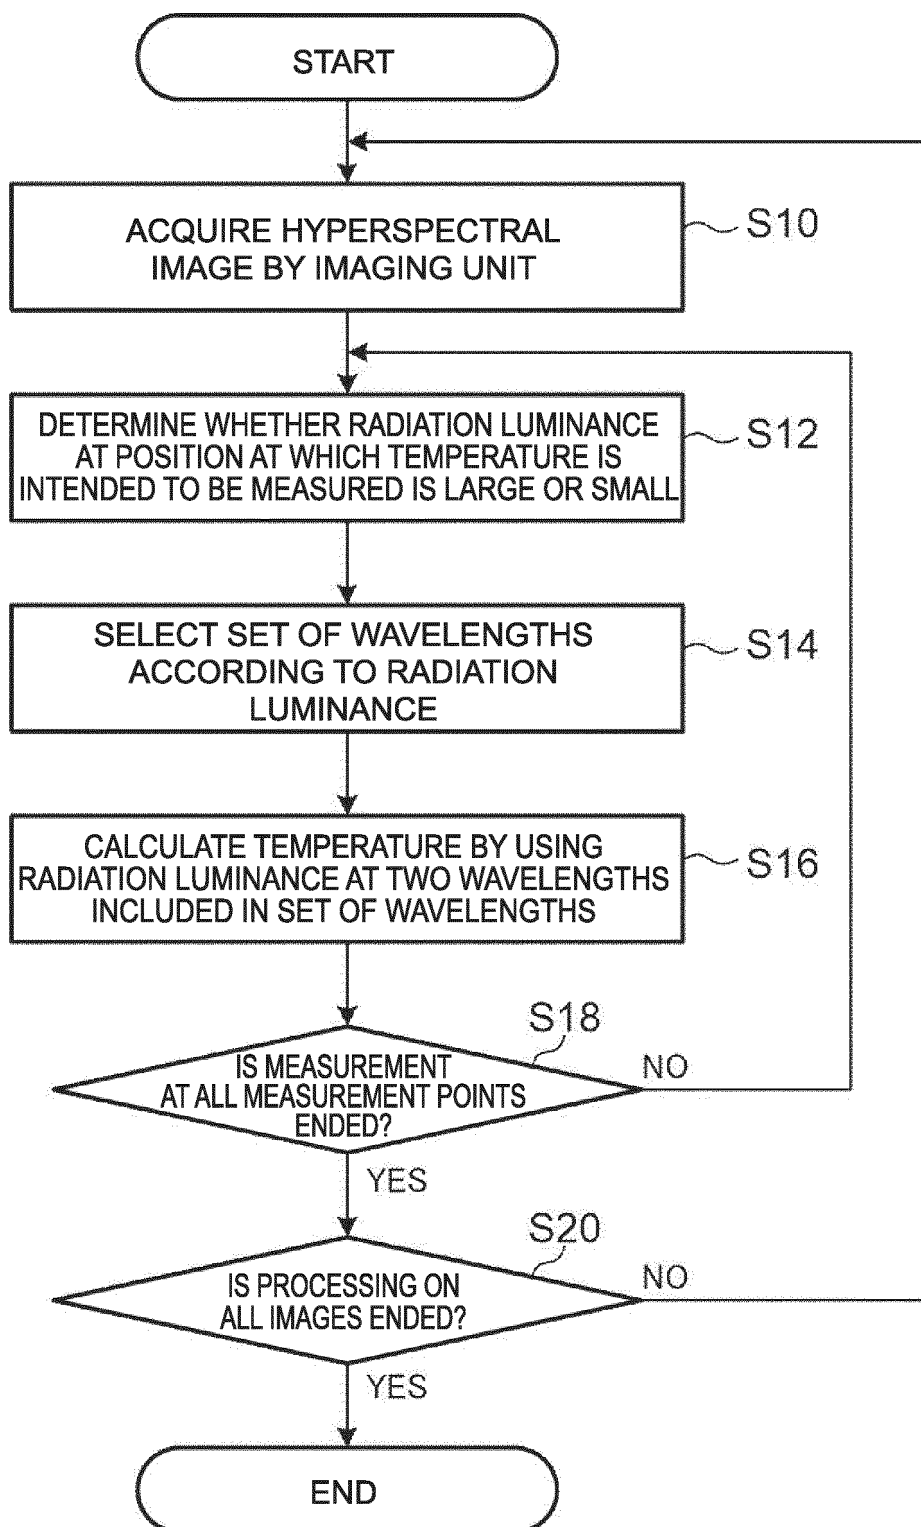 START
ACQUIRE HYPERSPECTRAL
IMAGE BY IMAGING UNIT
S10
DETERMINE WHETHER RADIATION LUMINANCE
AT POSITION AT WHICH TEMPERATURE IS
INTENDED TO BE MEASURED IS LARGE OR SMALL
S12
SELECT SET OF WAVELENGTHS
ACCORDING TO RADIATION
LUMINANCE
S14
CALCULATE TEMPERATURE BY USING
RADIATION LUMINANCE AT TWO WAVELENGTHS
INCLUDED IN SET OF WAVELENGTHS
S16
S18
IS MEASUREMENT
AT ALL MEASUREMENT POINTS
ENDED?
NO
YES
S20
IS PROCESSING ON
ALL IMAGES ENDED?
NO
YES
END